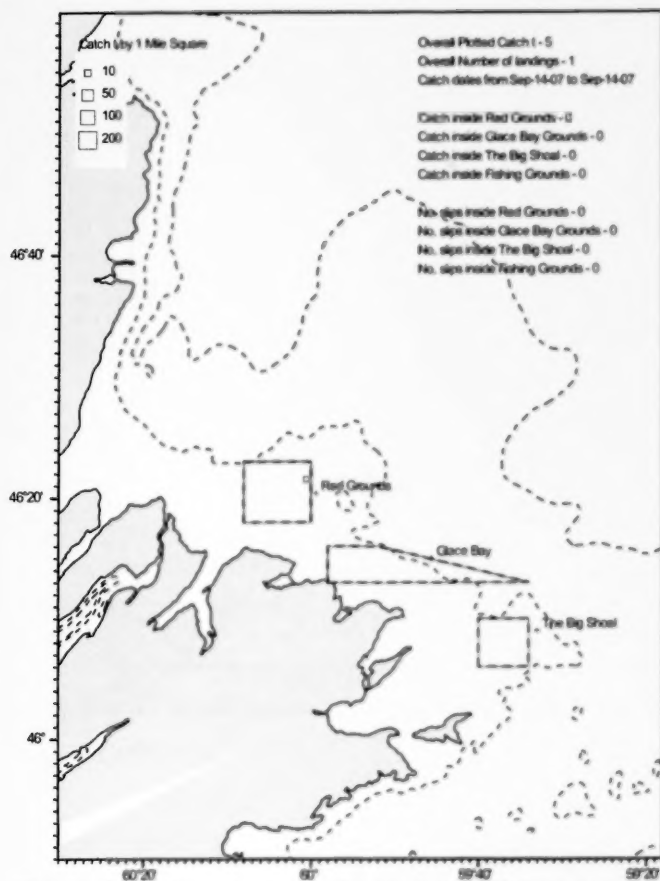 Catch t by 1 Mile Square
10
50
100
200
Overall Plotted Catch t - 5
Overall Number of landings - 1
Catch dates from Sep-14-07 to Sep-14-07
Catch inside Red Grounds - 0
Catch inside Glace Bay Grounds - 0
Catch inside The Big Shoal - 0
Catch inside Fishing Grounds - 0
No. slips inside Red Grounds - 0
No. slips inside Glace Bay Grounds - 0
No. slips inside The Big Shoal - 0
No. slips inside Fishing Grounds - 0
46°40'
46°20'
Red Grounds
Glace Bay
The Big Shoal
46°
60°20'
60°
59°40'
59°20'